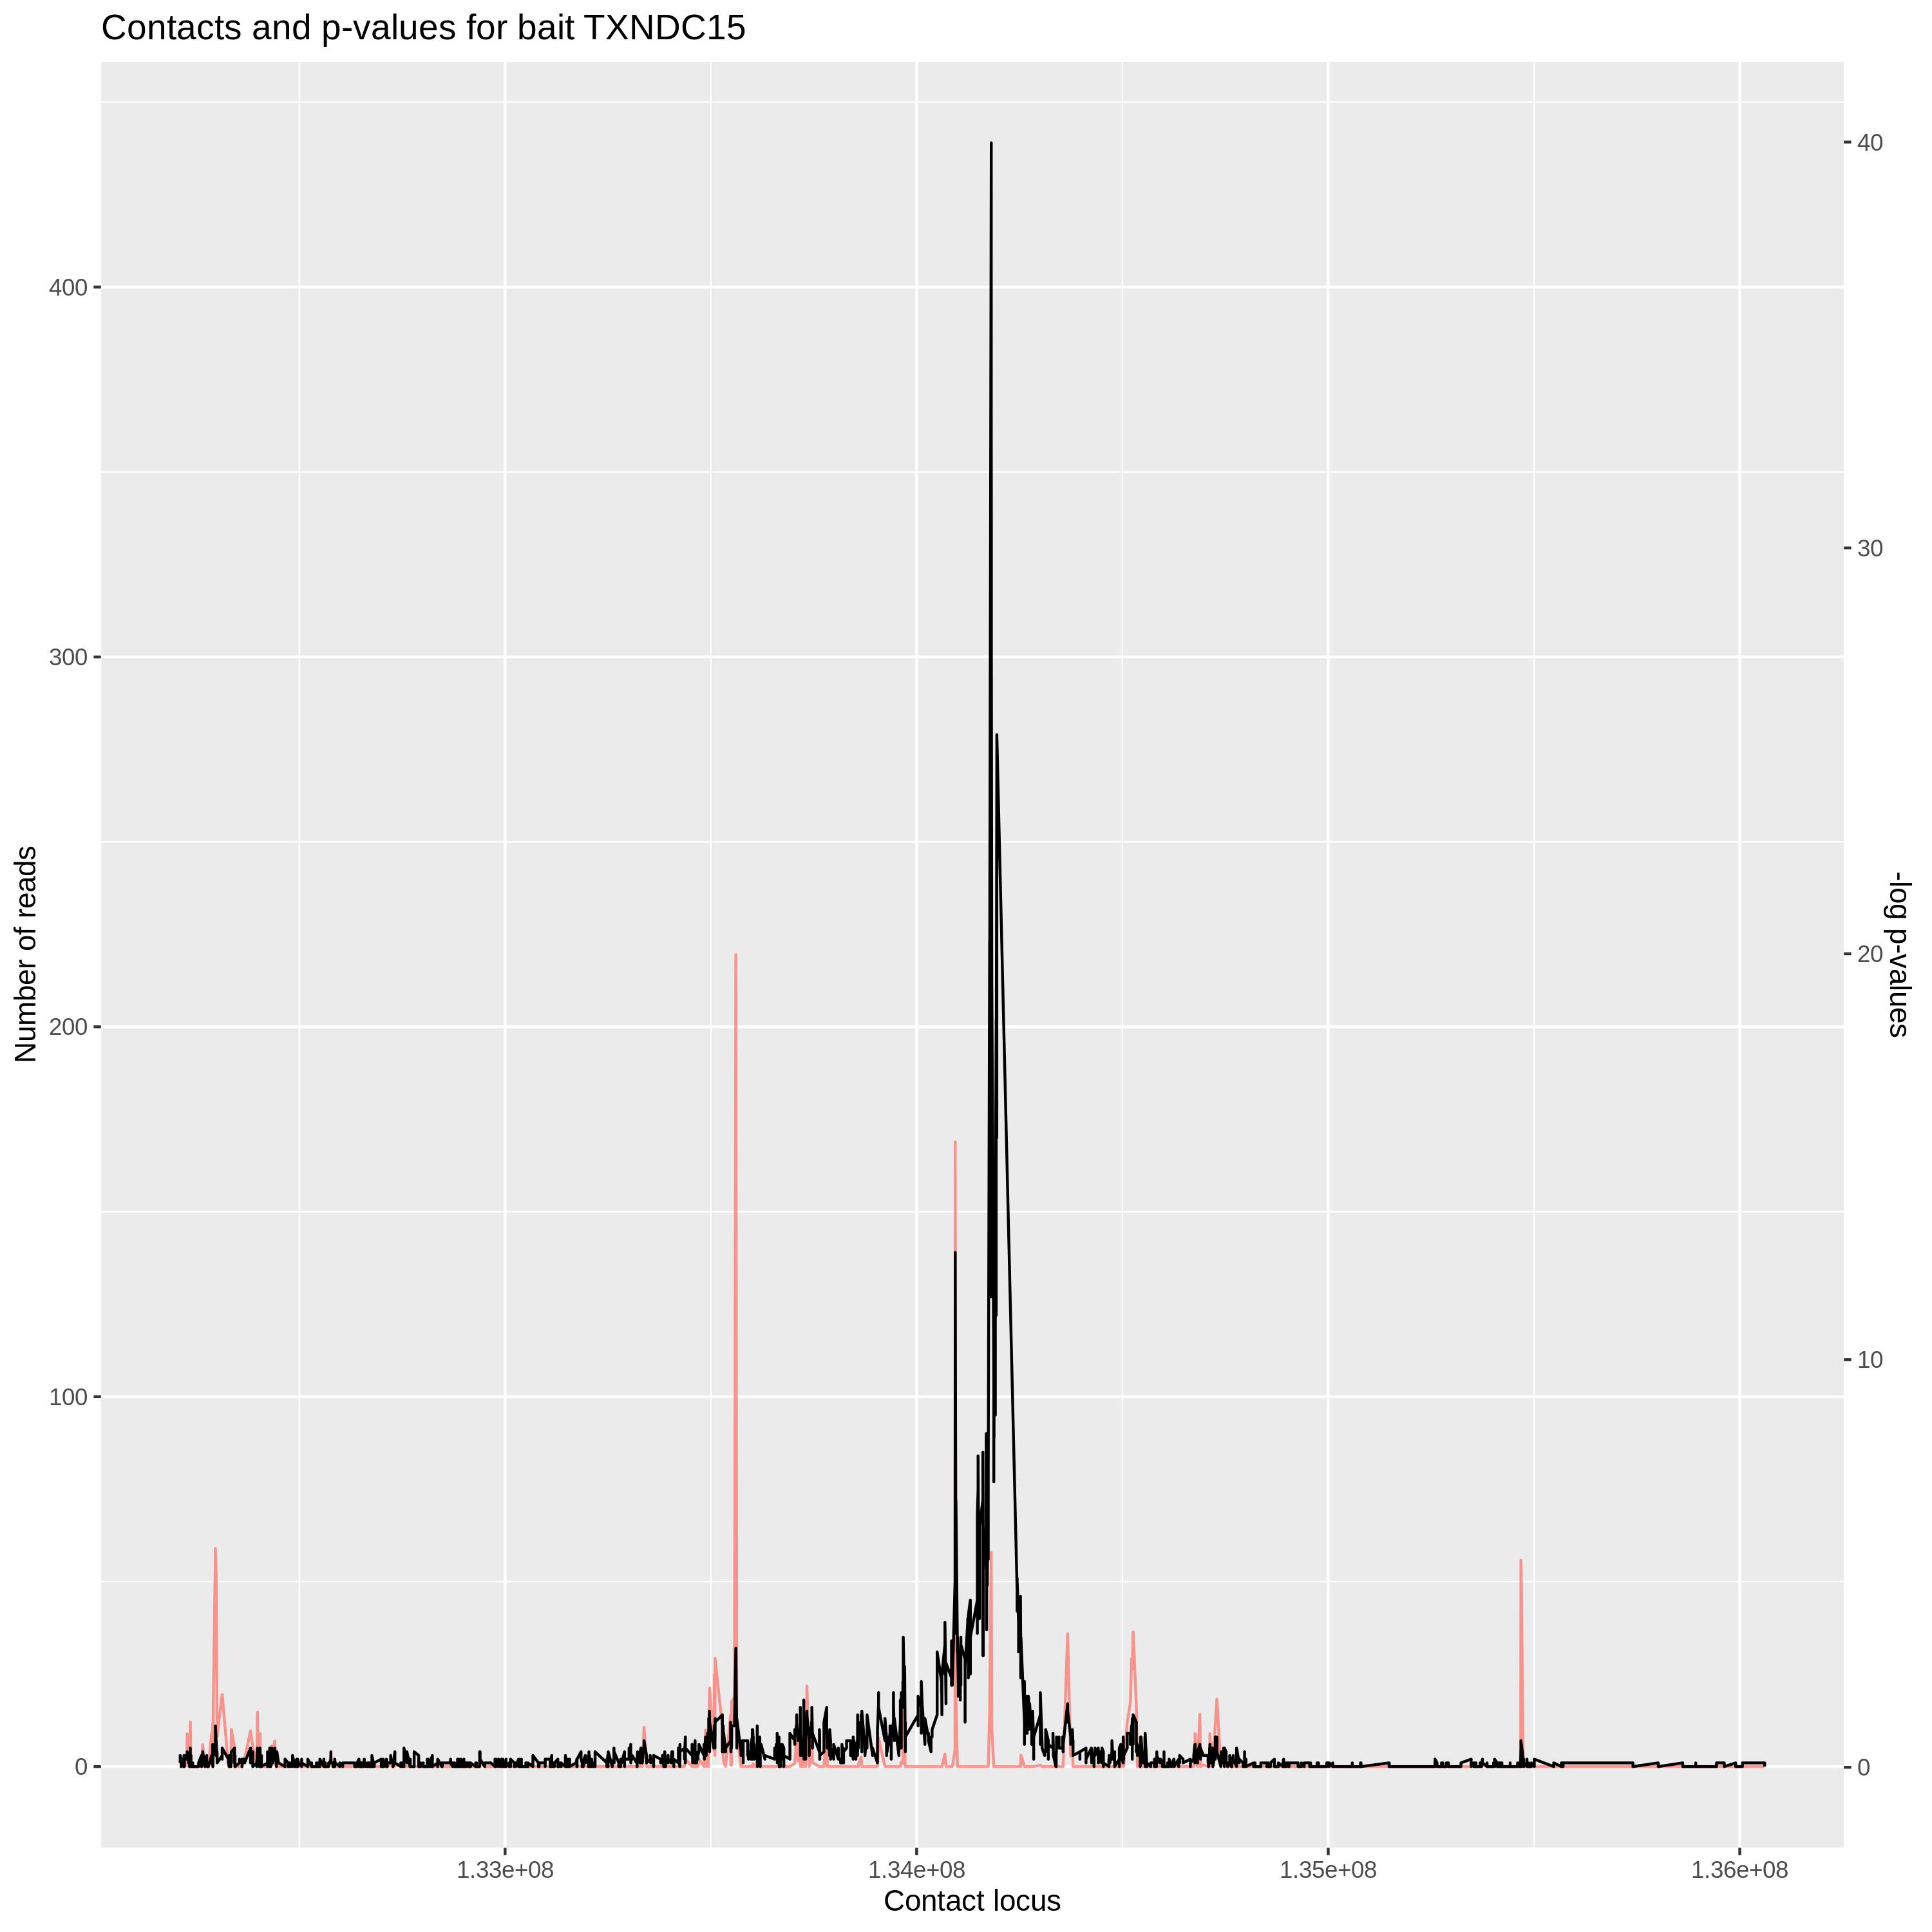 Contacts and p-values for bait TXNDC15
Number of reads
400
300
200
100
0
40
30
20
10
0
-log p-values
1.33e+08 1.34e+08 1.35e+08 1.36e+08
Contact locus